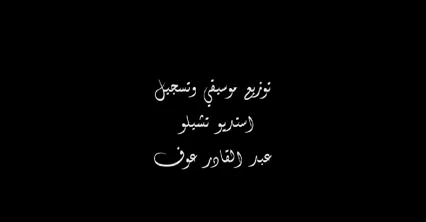 توزيع موسيقي وتسجيل
استديو تشيلو
عبد القادر عوف